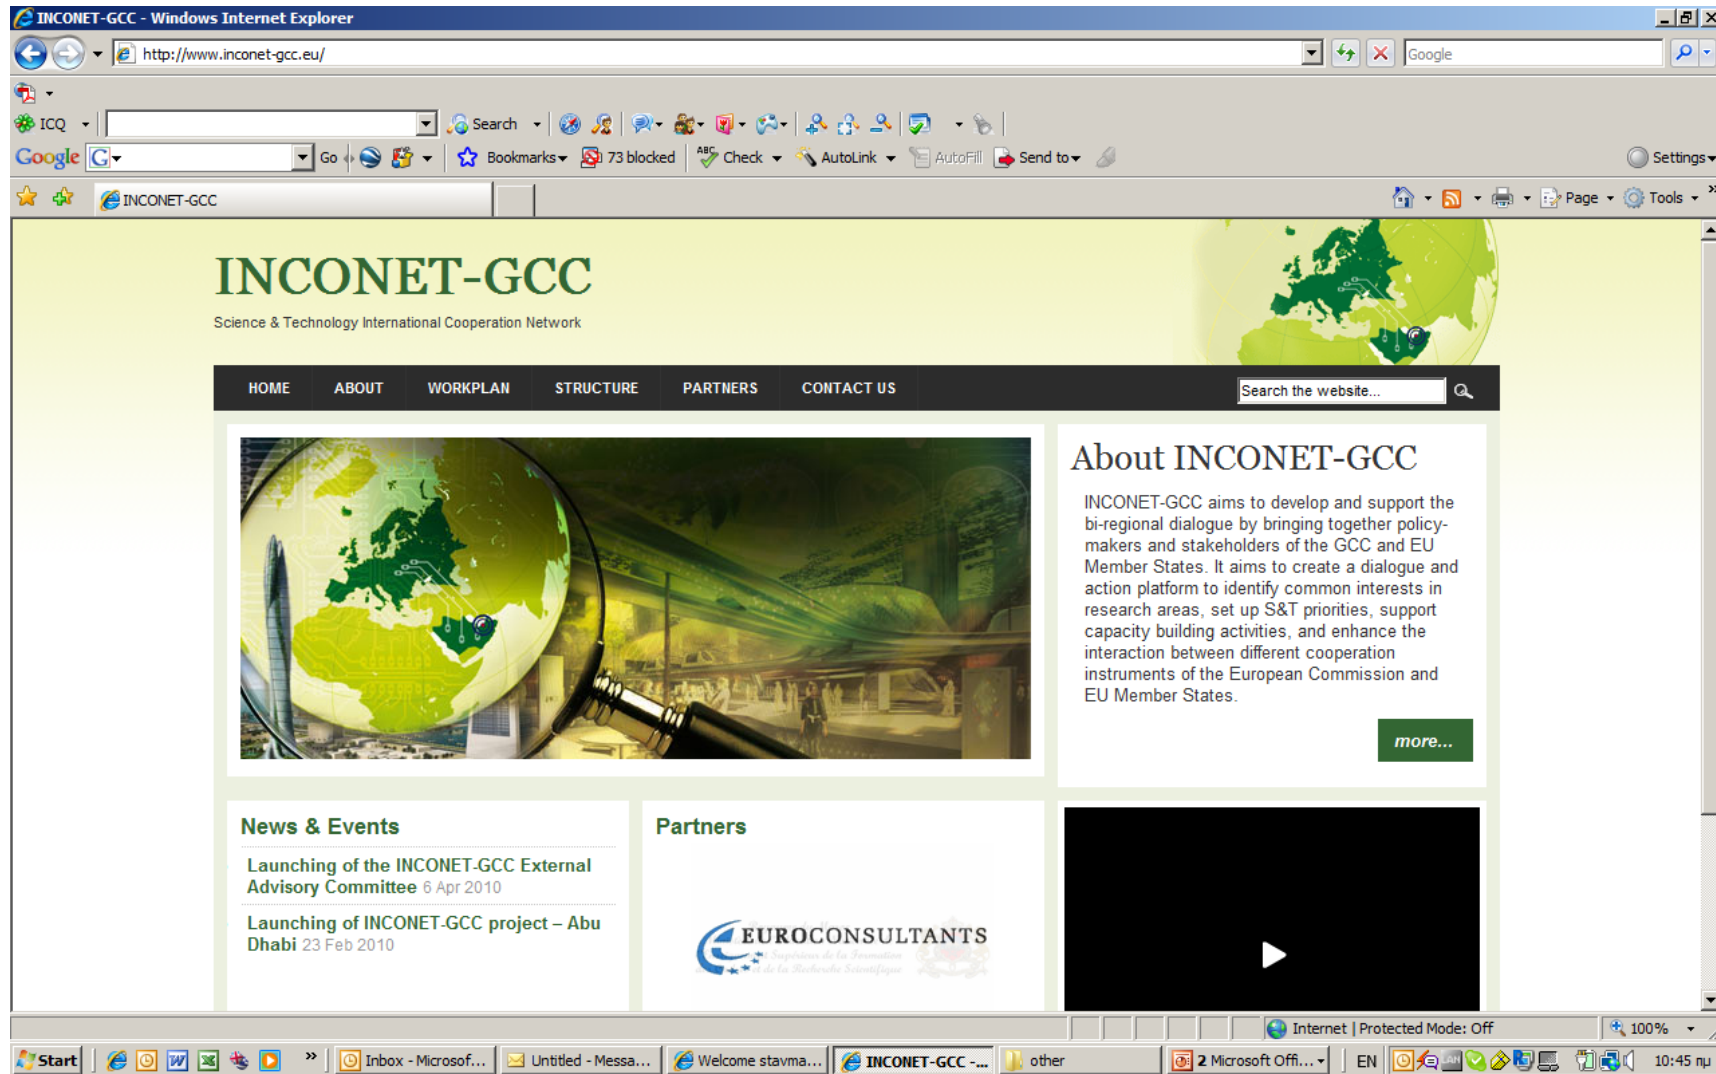 INCONET-GCC - Windows Internet Explorer
http://www.inconet-gcc.eu/
Google
ICQ
Search
Google
G
Go
Bookmarks
73 blocked
Check
AutoLink
AutoFill
Send to
Settings
INCONET-GCC
Page
Tools
INCONET-GCC
Science & Technology International Cooperation Network
HOME ABOUT WORKPLAN STRUCTURE PARTNERS CONTACT US
Search the website...
About INCONET-GCC
INCONET-GCC aims to develop and support the
bi-regional dialogue by bringing together policy-
makers and stakeholders of the GCC and EU
Member States. It aims to create a dialogue and
action platform to identify common interests in
research areas, set up S&T priorities, support
capacity building activities, and enhance the
interaction between different cooperation
instruments of the European Commission and
EU Member States.
more...
News & Events
Launching of the INCONET-GCC External
Advisory Committee 6 Apr 2010
Launching of INCONET-GCC project – Abu
Dhabi 23 Feb 2010
Partners
EUROCONSULTANTS
Internet | Protected Mode: Off
100%
Start
Inbox - Microsof...
Untitled - Messa...
Welcome stavma...
INCONET-GCC -...
other
2 Microsoft Offi...
EN
10:45 πμ